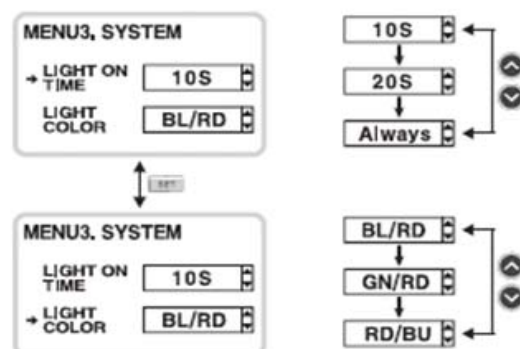 MENU3. SYSTEM
→ LIGHT ON TIME 10S
LIGHT COLOR BL/RD
10S
20S
Always
SET
MENU3. SYSTEM
LIGHT ON TIME 10S
→ LIGHT COLOR BL/RD
BL/RD
GN/RD
RD/BU